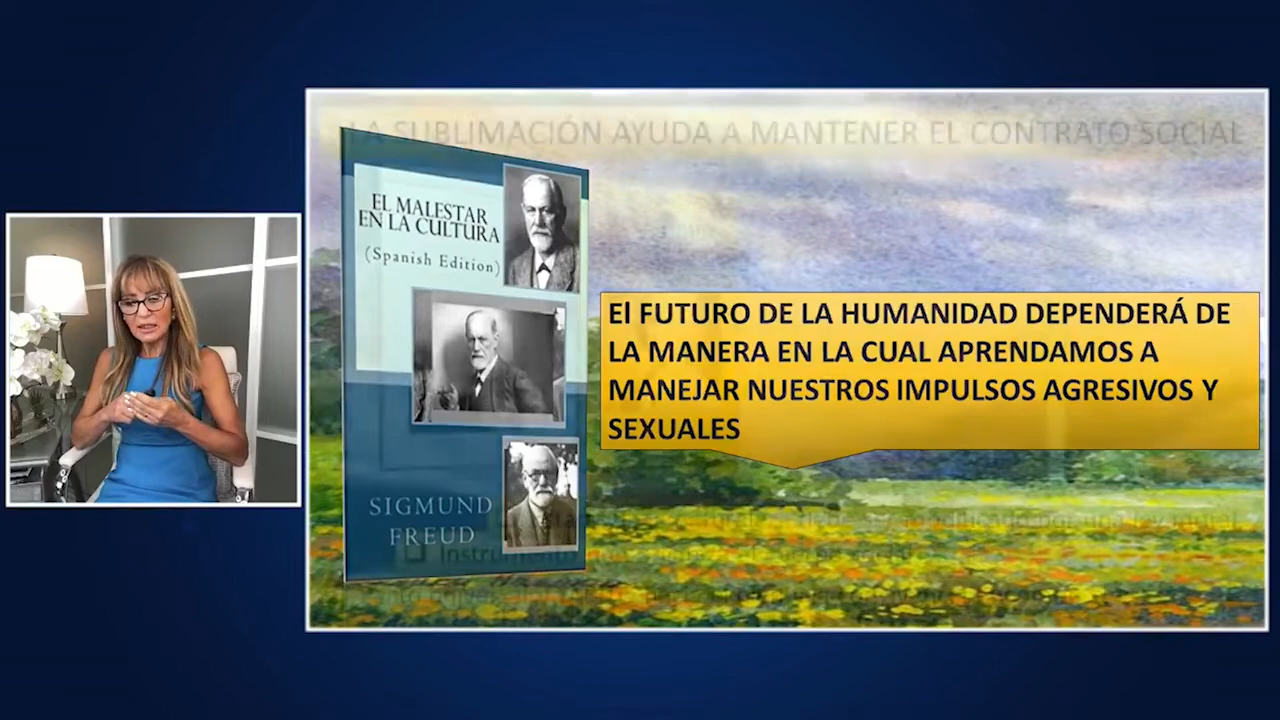 LA SUBLIMACIÓN AYUDA A MANTENER EL CONTRATO SOCIAL
EL MALESTAR
EN LA CULTURA
(Spanish Edition)
SIGMUND
FREUD
El FUTURO DE LA HUMANIDAD DEPENDERÁ DE
LA MANERA EN LA CUAL APRENDAMOS A
MANEJAR NUESTROS IMPULSOS AGRESIVOS Y
SEXUALES